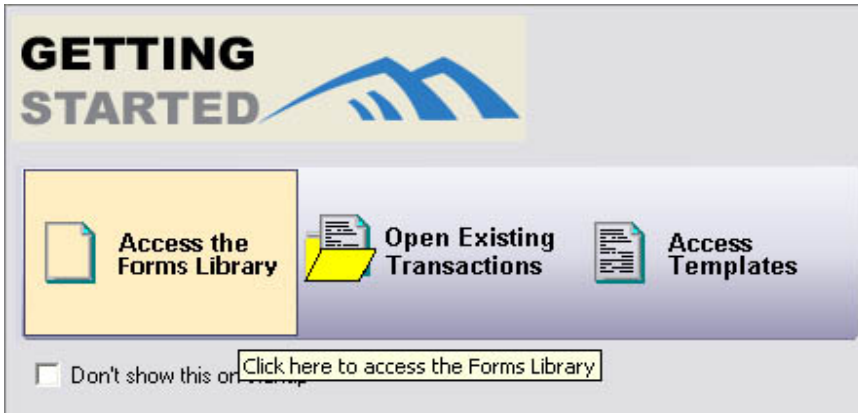 GETTING
STARTED
Access the
Forms Library
Open Existing
Transactions
Access
Templates
Don't show this on
Click here to access the Forms Library